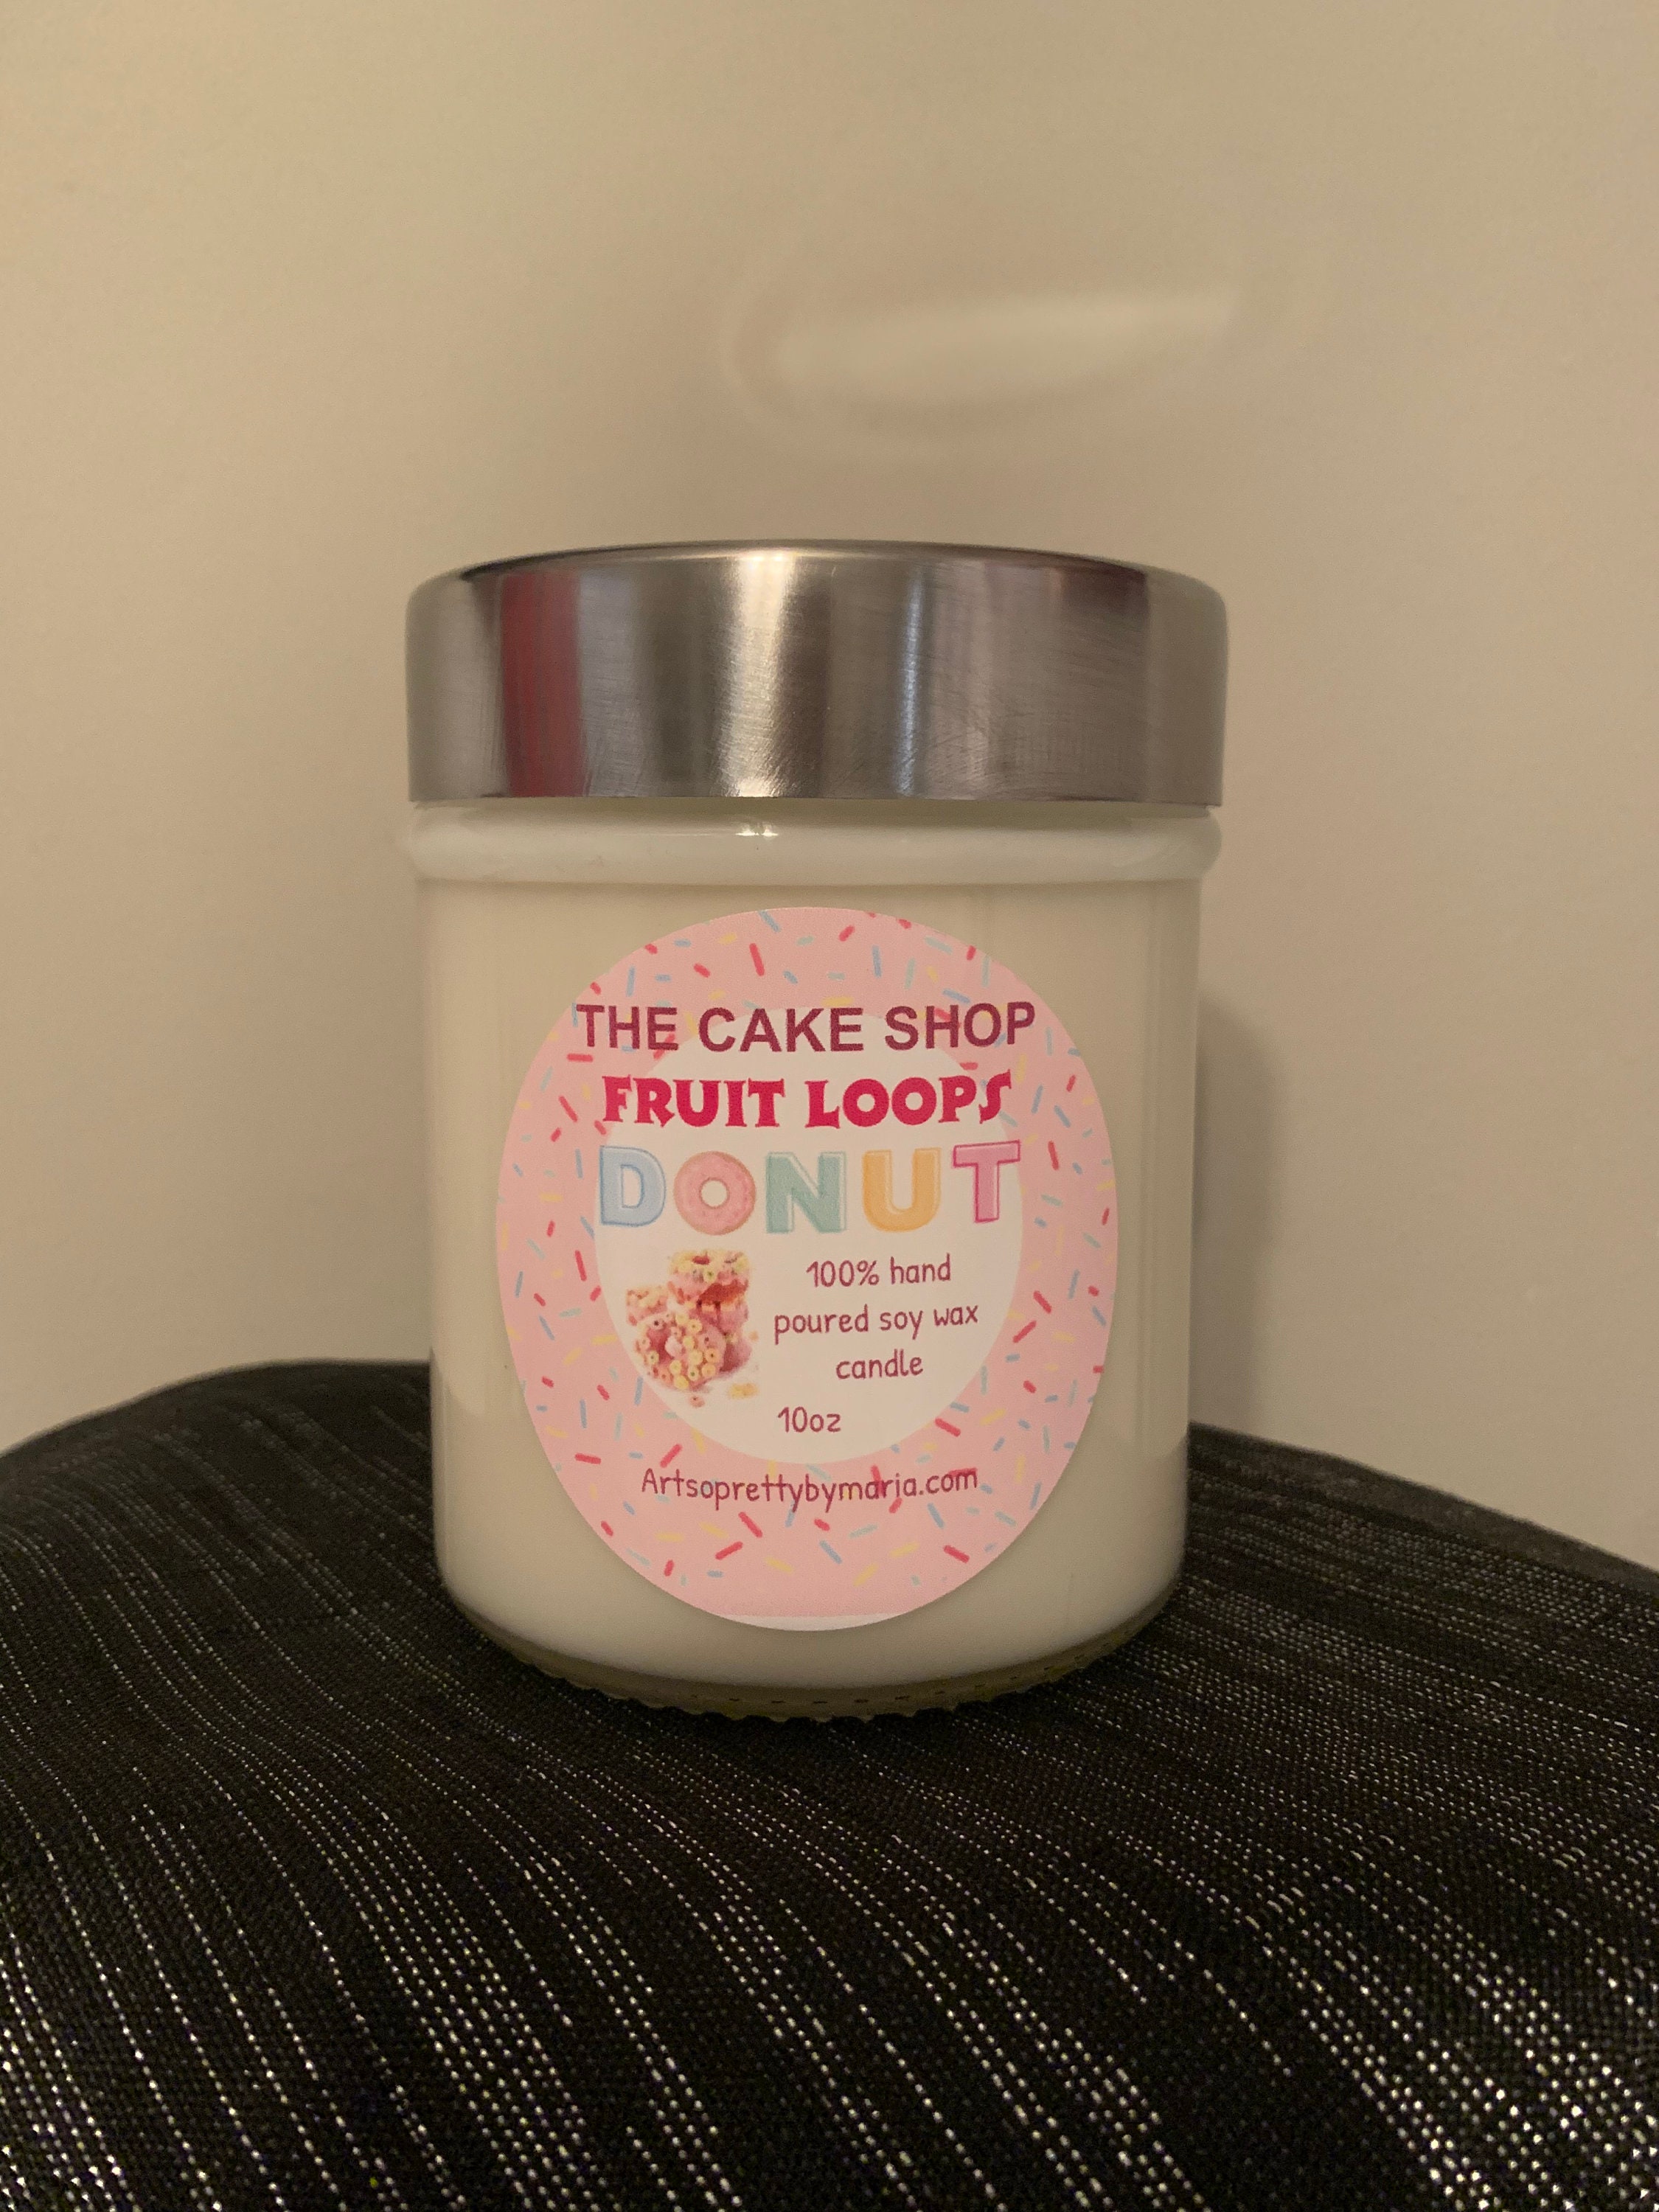 THE CAKE SHOP
FRUIT LOOPS
DONUT
100% hand
poured soy wax
candle
10oz
Artsoprettybymaria.com